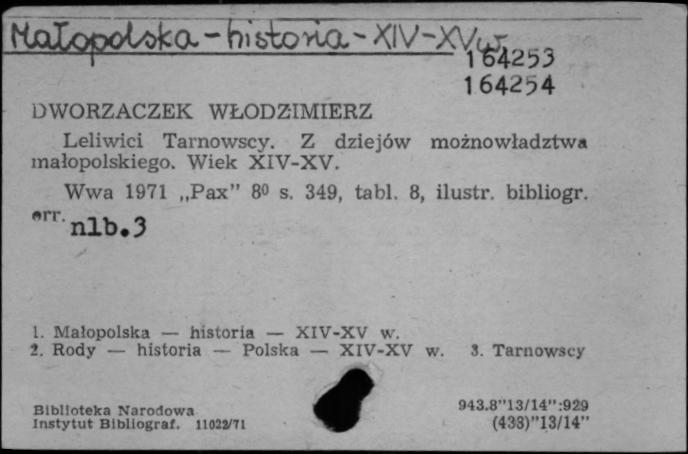 Małopolska - historia - XIV-XV w.
164253
164254
DWORZACZEK WŁODZIMIERZ
Leliwici Tarnowscy. Z dziejów możnowładztwa
małopolskiego. Wiek XIV-XV.
Wwa 1971 „Pax” 8⁰ s. 349, tabl. 8, ilustr. bibliogr.
err. nlb.3
1. Małopolska — historia — XIV-XV w.
2. Rody — historia — Polska — XIV-XV w. 3. Tarnowscy
Biblioteka Narodowa 943.8”13/14”:929
Instytut Bibliograf. 11022/71 (438)”13/14”